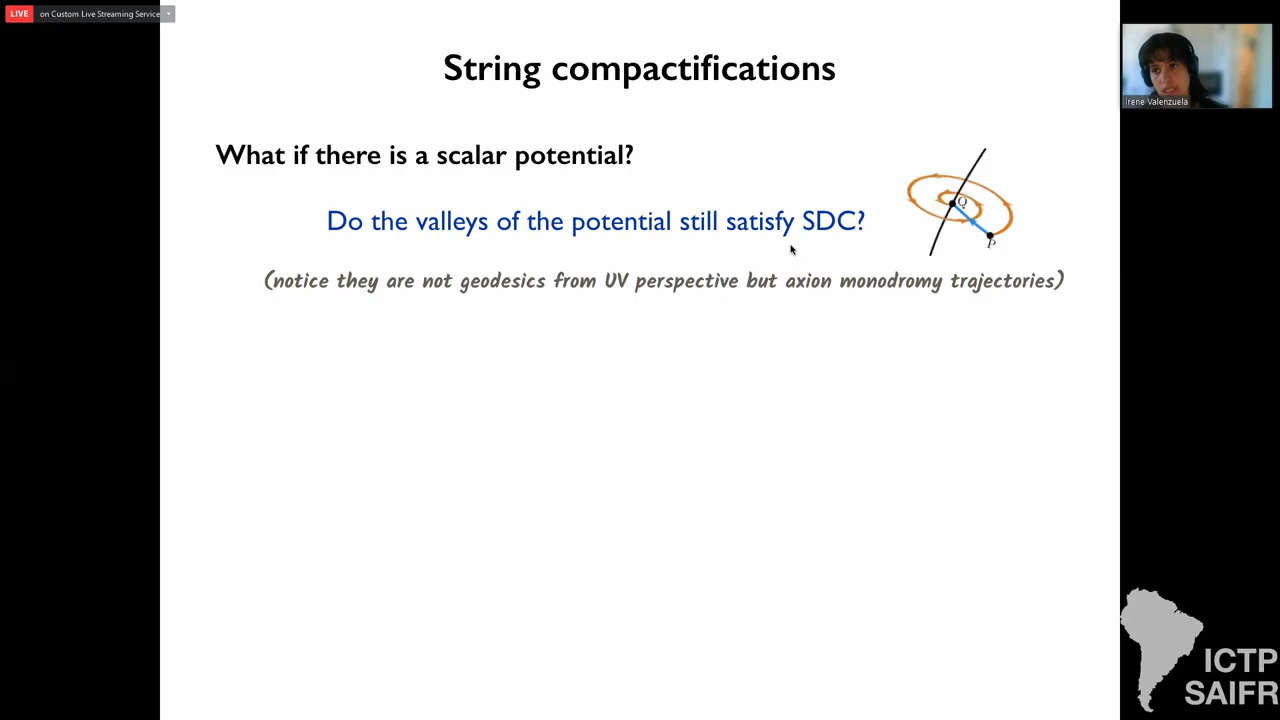 LIVE on Custom Live Streaming Service
String compactifications
Irene Valenzuela
What if there is a scalar potential?
Q
Do the valleys of the potential still satisfy SDC?
P
(notice they are not geodesics from UV perspective but axion monodromy trajectories)
ICTP
SAIFR